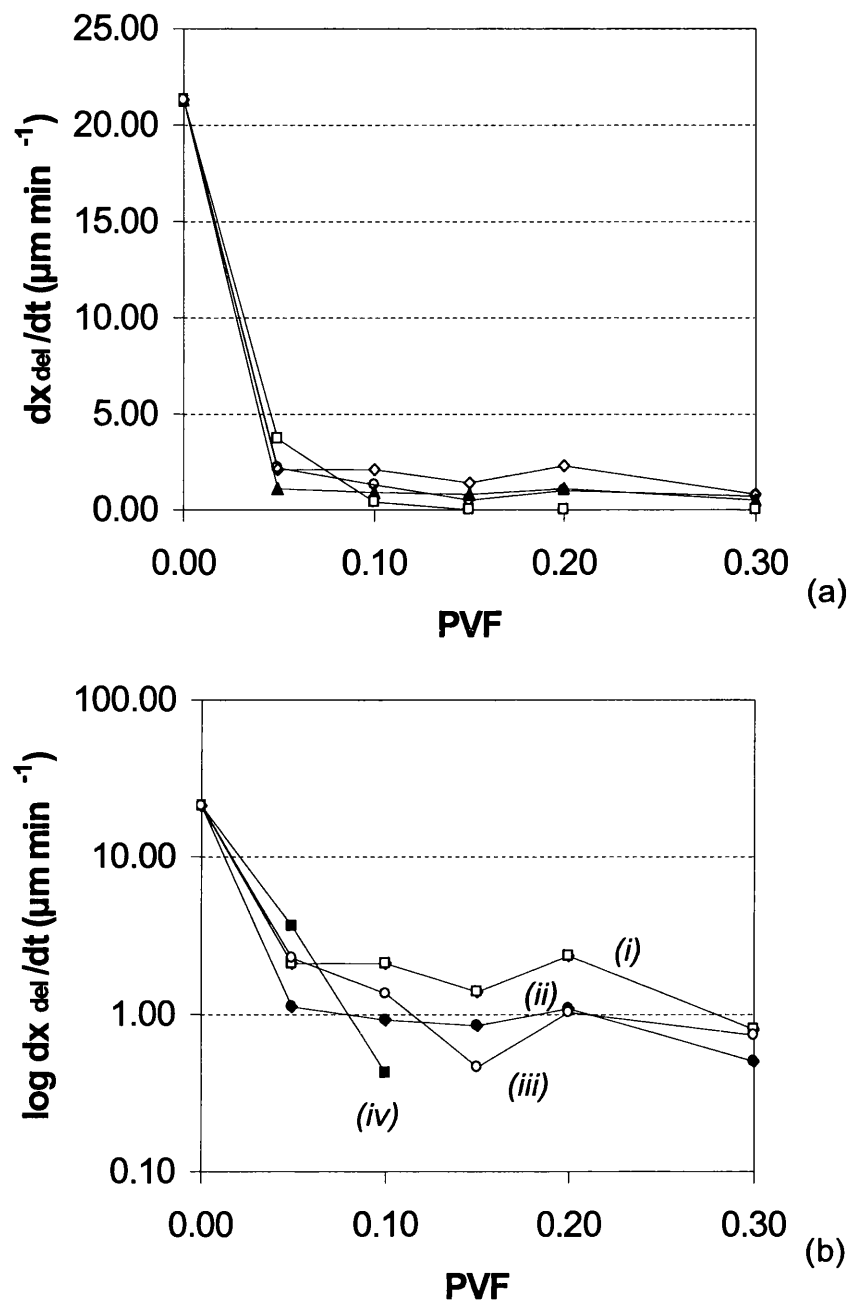 25.00
20.00
15.00
10.00
5.00
0.00
dx del/dt (μm min -1)
0.00 0.10 0.20 0.30
PVF
(a)
100.00
10.00
1.00
0.10
log dx del/dt (μm min -1)
(i)
(ii)
(iii)
(iv)
0.00 0.10 0.20 0.30
PVF
(b)